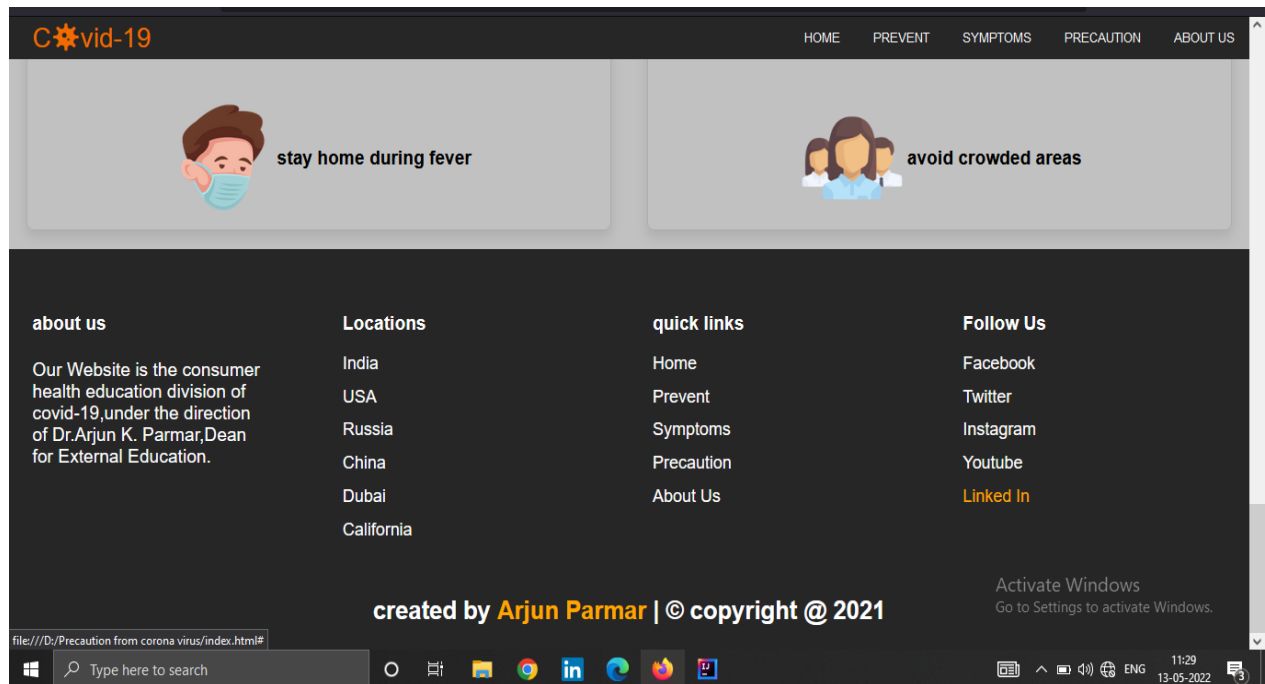 C vid-19
HOME PREVENT SYMPTOMS PRECAUTION ABOUT US
stay home during fever
avoid crowded areas
about us
Our Website is the consumer
health education division of
covid-19,under the direction
of Dr.Arjun K. Parmar,Dean
for External Education.
Locations
India
USA
Russia
China
Dubai
California
quick links
Home
Prevent
Symptoms
Precaution
About Us
Follow Us
Facebook
Twitter
Instagram
Youtube
Linked In
created by Arjun Parmar | © copyright @ 2021
Activate Windows
Go to Settings to activate Windows.
file:///D:/Precaution from corona virus/index.html#
Type here to search
in
ENG
11:29
13-05-2022
3